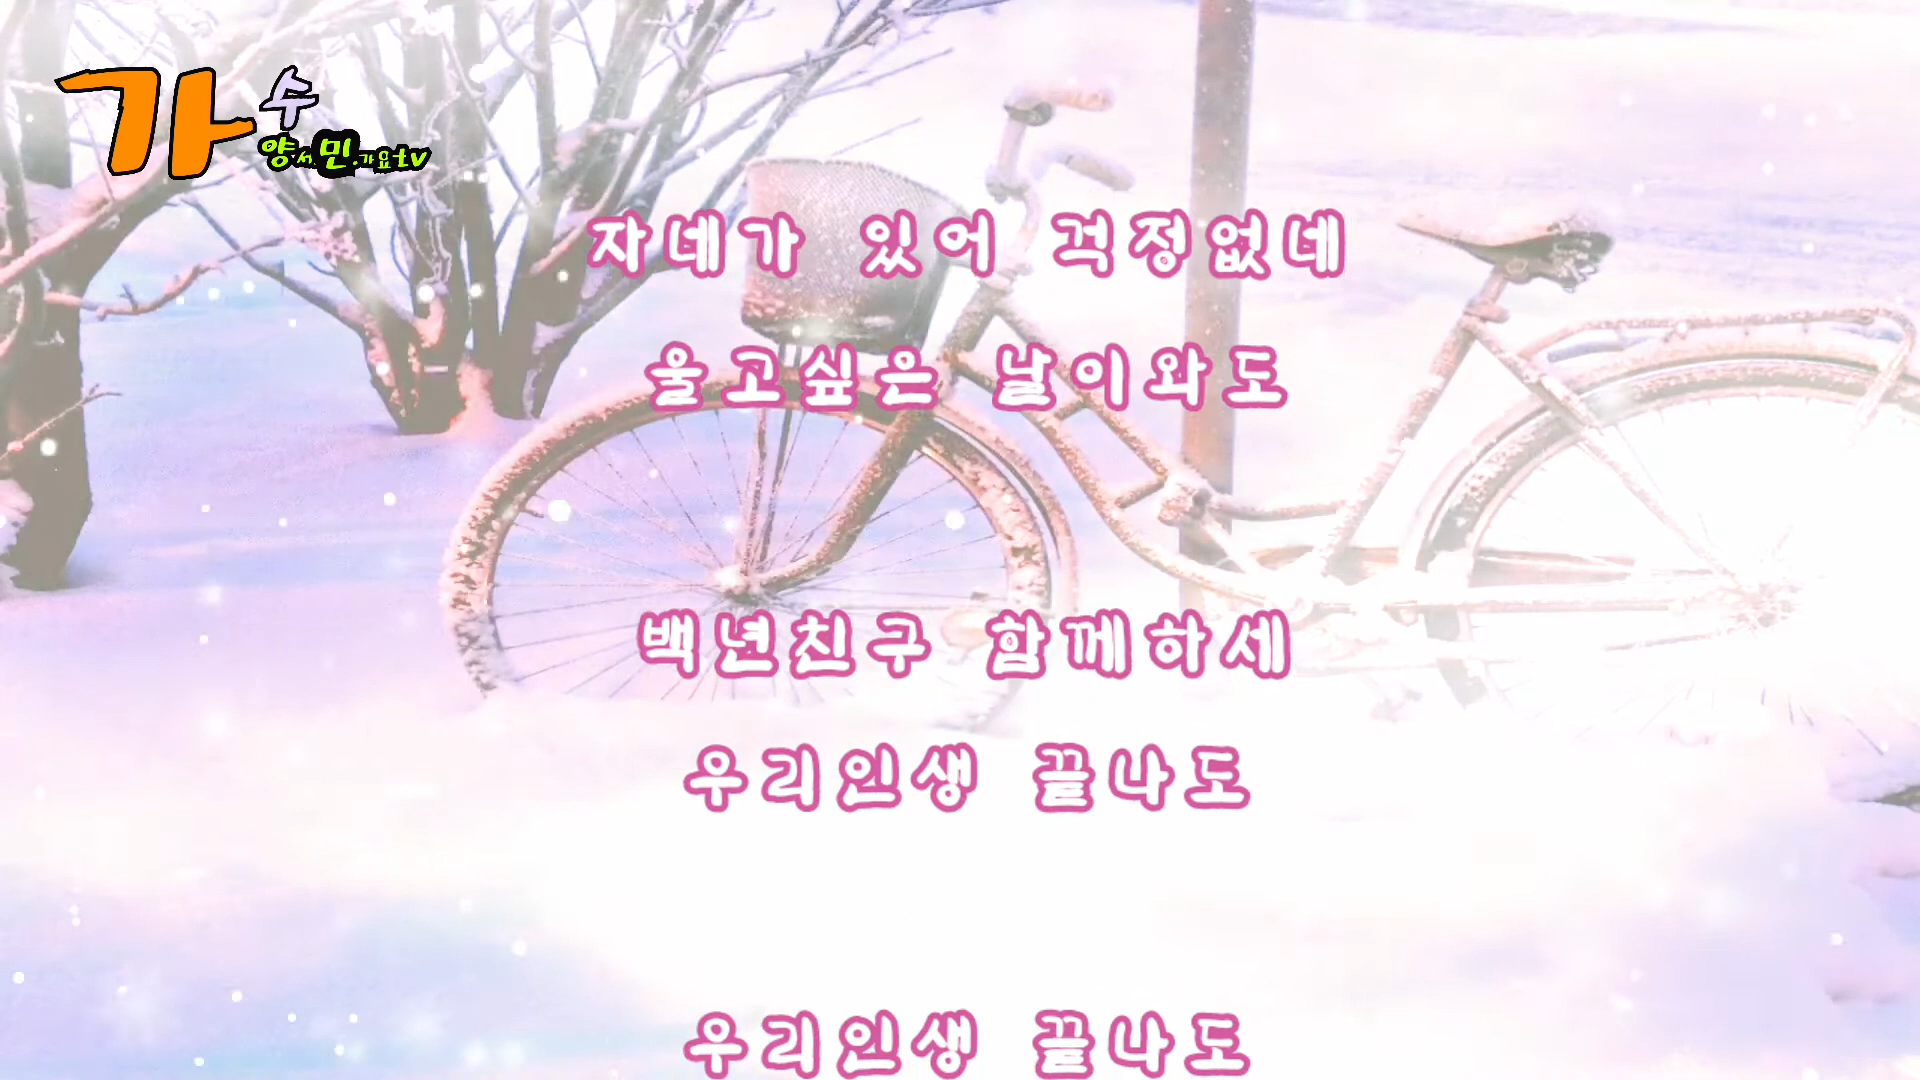 가수
양서민.가요tv
자네가 있어 걱정없네
울고싶은 날이와도
백년친구 함께하세
우리인생 끝나도
우리인생 끝나도